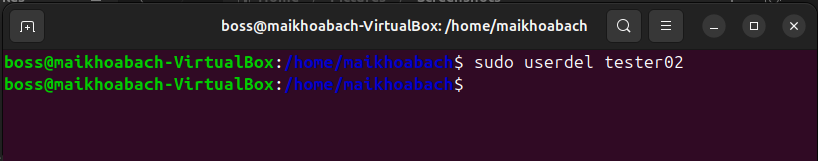 boss@maikhoabach-VirtualBox: /home/maikhoabach
boss@maikhoabach-VirtualBox:/home/maikhoabach$ sudo userdel tester02
boss@maikhoabach-VirtualBox:/home/maikhoabach$